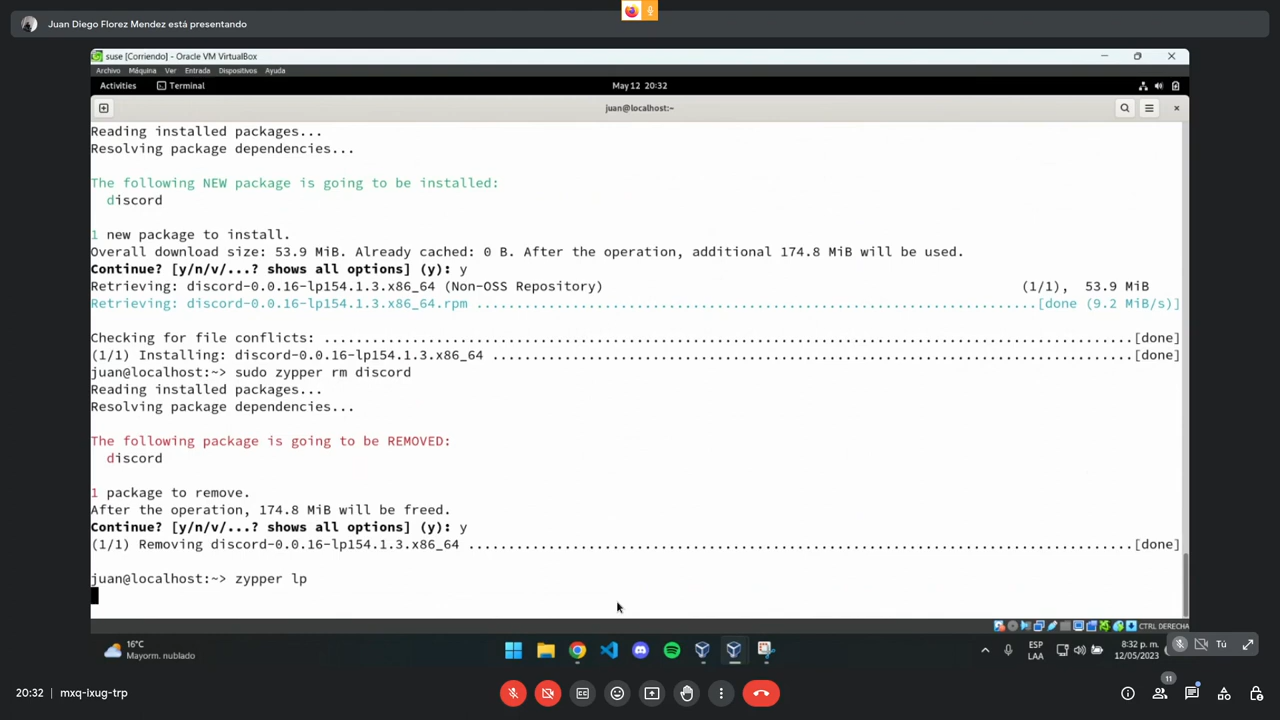 Juan Diego Florez Mendez está presentando
suse [Corriendo] - Oracle VM VirtualBox
Archivo Máquina Ver Entrada Dispositivos Ayuda
Activities Terminal May 12 20:32
juan@localhost:~
Reading installed packages...
Resolving package dependencies...
The following NEW package is going to be installed:
discord
1 new package to install.
Overall download size: 53.9 MiB. Already cached: 0 B. After the operation, additional 174.8 MiB will be used.
Continue? [y/n/v/...? shows all options] (y): y
Retrieving: discord-0.0.16-lp154.1.3.x86_64 (Non-OSS Repository) (1/1), 53.9 MiB
Retrieving: discord-0.0.16-lp154.1.3.x86_64.rpm ......................................................................[done (9.2 MiB/s)]
Checking for file conflicts: .....................................................................................................[done]
(1/1) Installing: discord-0.0.16-lp154.1.3.x86_64 ................................................................................[done]
juan@localhost:~> sudo zypper rm discord
Reading installed packages...
Resolving package dependencies...
The following package is going to be REMOVED:
discord
1 package to remove.
After the operation, 174.8 MiB will be freed.
Continue? [y/n/v/...? shows all options] (y): y
(1/1) Removing discord-0.0.16-lp154.1.3.x86_64 ...................................................................................[done]
juan@localhost:~> zypper lp
CTRL DERECHA
16°C
Mayorm. nublado
ESP
LAA
8:32 p. m.
12/05/2023
Tú
11
20:32 mxq-ixug-trp